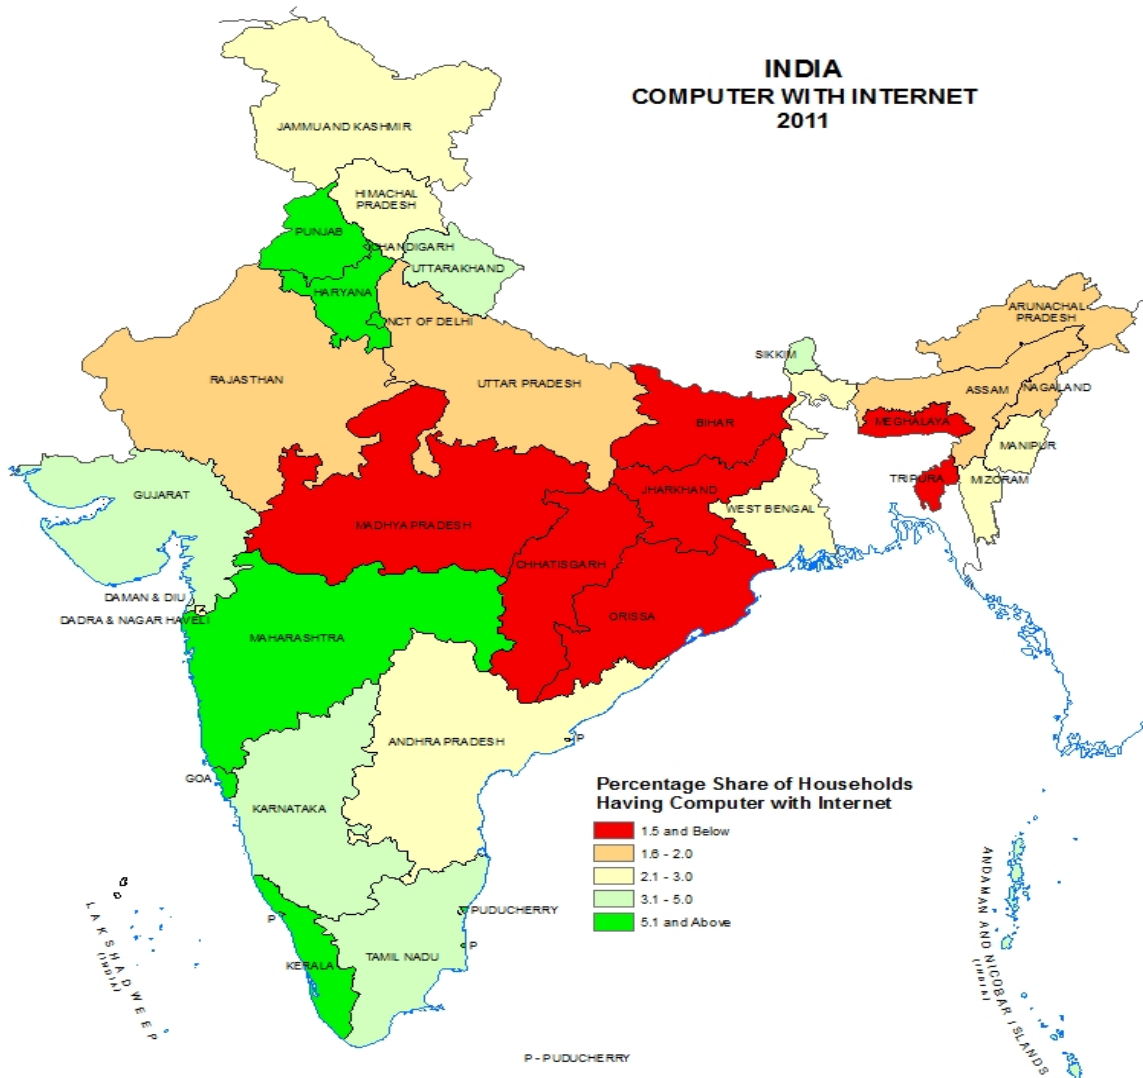 INDIA
COMPUTER WITH INTERNET
2011
JAMMU AND KASHMIR
HIMACHAL
PRADESH
PUNJAB
CHANDIGARH
UTTARAKHAND
HARYANA
NCT OF DELHI
ARUNACHAL
PRADESH
SIKKIM
RAJASTHAN
UTTAR PRADESH
ASSAM
NAGALAND
BIHAR
MEGHALAYA
MANIPUR
TRIPURA
MIZORAM
GUJARAT
JHARKHAND
WEST BENGAL
MADHYA PRADESH
CHHATISGARH
DAMAN & DIU
DADRA & NAGAR HAVELI
ORISSA
MAHARASHTRA
ANDHRA PRADESH
P
GOA
KARNATAKA
Percentage Share of Households
Having Computer with Internet
1.5 and Below
1.6 - 2.0
2.1 - 3.0
3.1 - 5.0
5.1 and Above
PUDUCHERRY
P
P
TAMIL NADU
KERALA
LAKSHADWEEP
(INDIA)
ANDAMAN AND NICOBAR ISLANDS
(INDIA)
P - PUDUCHERRY